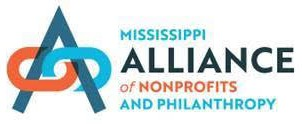 MISSISSIPPI
ALLIANCE
of NONPROFITS
AND PHILANTHROPY